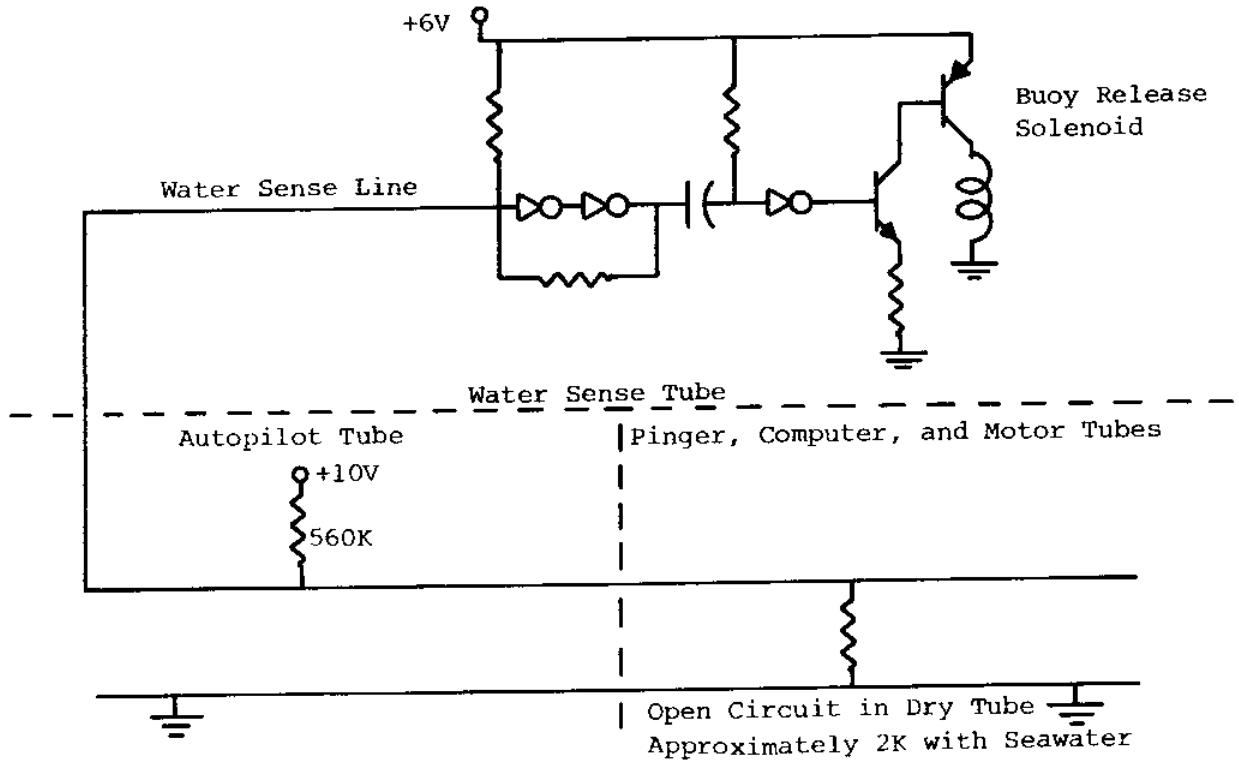 +6V
Buoy Release
Solenoid
Water Sense Line
Water Sense Tube
Autopilot Tube
Pinger, Computer, and Motor Tubes
+10V
560K
Open Circuit in Dry Tube
Approximately 2K with Seawater